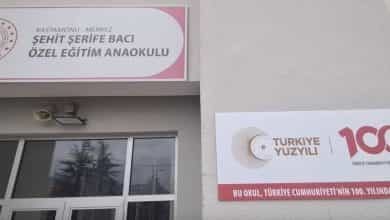 KASTAMONU - MERKEZ
ŞEHİT ŞERİFE BACI
ÖZEL EĞİTİM ANAOKULU
TÜRKİYE
YÜZYILI
100
BU OKUL, TÜRKİYE CUMHURİYETİ'NİN 100. YILINDA